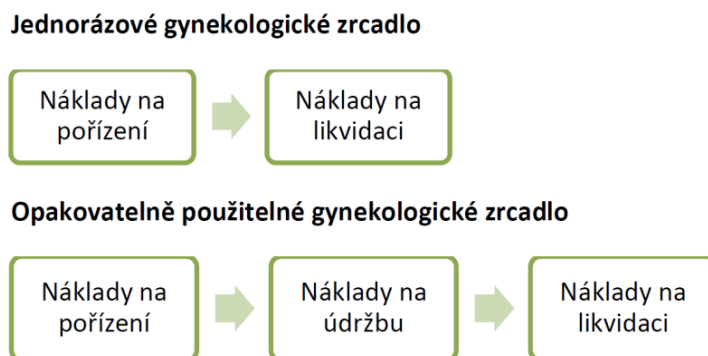 Jednorázové gynekologické zrcadlo
Náklady na
pořízení
Náklady na
likvidaci
Opakovatelně použitelné gynekologické zrcadlo
Náklady na
pořízení
Náklady na
údržbu
Náklady na
likvidaci